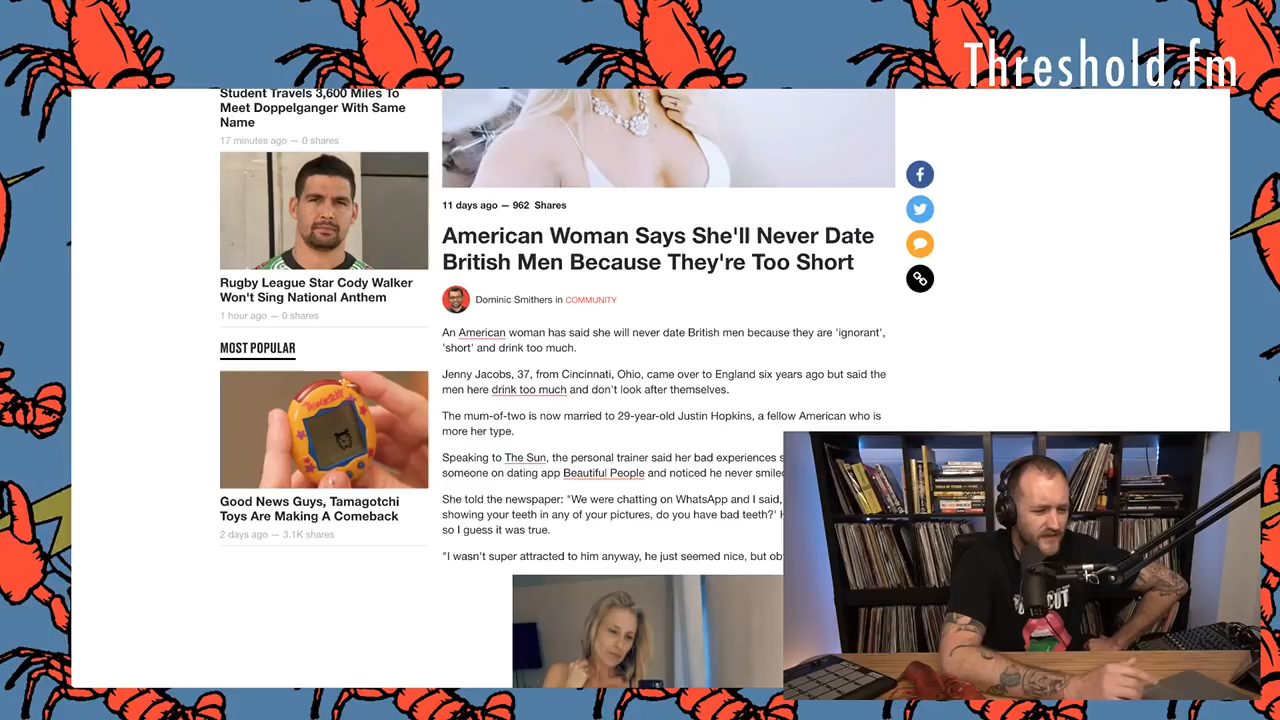 Threshold.fm
Student Travels 3,600 Miles To
Meet Doppelganger With Same
Name
17 minutes ago — 0 shares
Rugby League Star Cody Walker
Won't Sing National Anthem
1 hour ago — 0 shares
MOST POPULAR
Good News Guys, Tamagotchi
Toys Are Making A Comeback
2 days ago — 3.1K shares
11 days ago — 962 Shares
American Woman Says She'll Never Date
British Men Because They're Too Short
Dominic Smithers in COMMUNITY
An American woman has said she will never date British men because they are 'ignorant',
'short' and drink too much.
Jenny Jacobs, 37, from Cincinnati, Ohio, came over to England six years ago but said the
men here drink too much and don't look after themselves.
The mum-of-two is now married to 29-year-old Justin Hopkins, a fellow American who is
more her type.
Speaking to The Sun, the personal trainer said her bad experiences
someone on dating app Beautiful People and noticed he never smiled
She told the newspaper: "We were chatting on WhatsApp and I said,
showing your teeth in any of your pictures, do you have bad teeth?'
so I guess it was true.
"I wasn't super attracted to him anyway, he just seemed nice, but